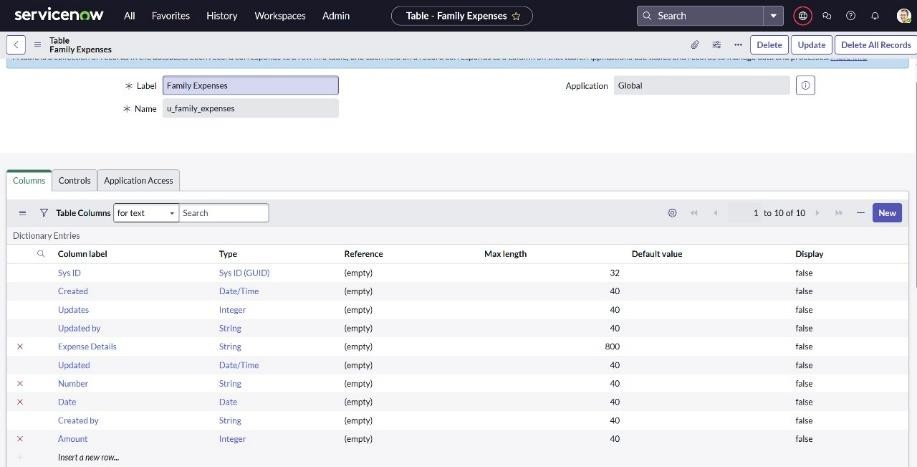 servicenow All Favorites History Workspaces Admin Table - Family Expenses Search
Table
Family Expenses
Delete Update Delete All Records
Label Family Expenses Application Global
Name u_family_expenses
Columns Controls Application Access
Table Columns for text Search 1 to 10 of 10 New
Dictionary Entries
Column label Type Reference Max length Default value Display
Sys ID Sys ID (GUID) (empty) 32 false
Created Date/Time (empty) 40 false
Updates Integer (empty) 40 false
Updated by String (empty) 40 false
Expense Details String (empty) 800 false
Updated Date/Time (empty) 40 false
Number String (empty) 40 false
Date Date (empty) 40 false
Created by String (empty) 40 false
Amount Integer (empty) 40 false
Insert a new row...